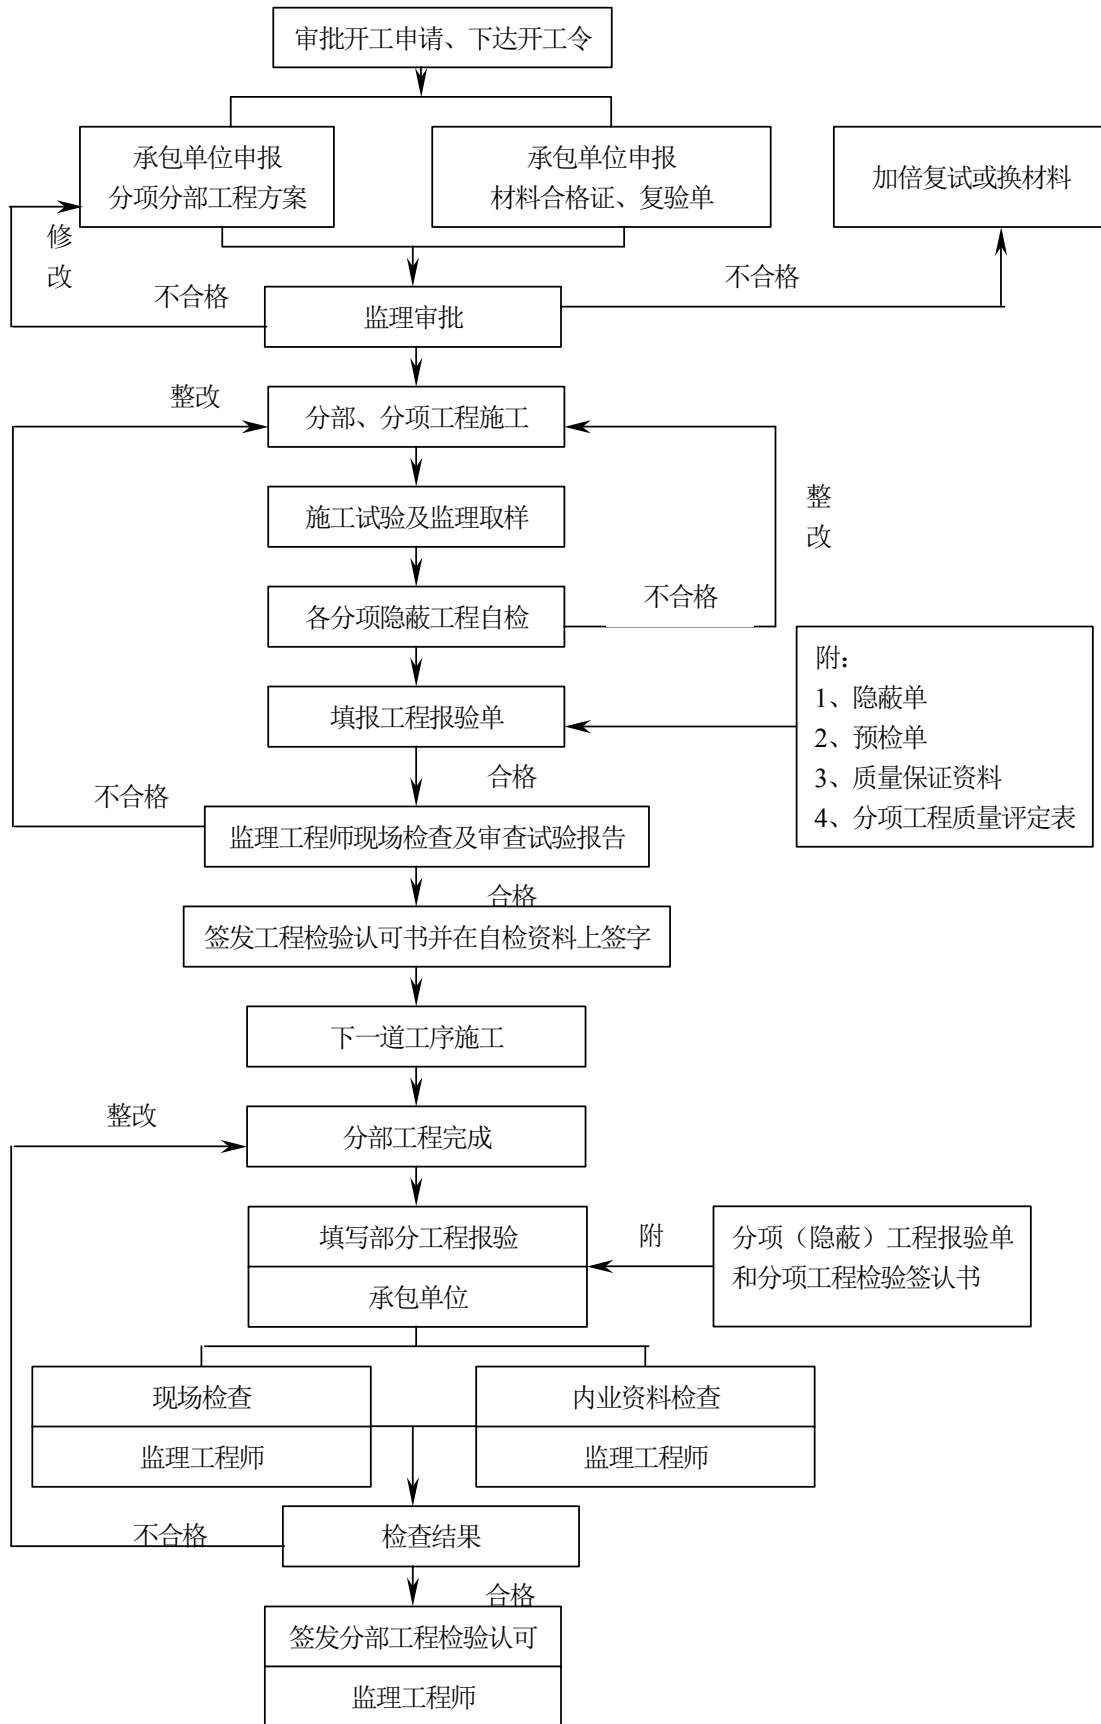 审批开工申请、下达开工令
承包单位申报
分项分部工程方案
承包单位申报
材料合格证、复验单
加倍复试或换材料
修
改
不合格
不合格
监理审批
整改
分部、分项工程施工
整
改
施工试验及监理取样
不合格
各分项隐蔽工程自检
附：
1、隐蔽单
2、预检单
3、质量保证资料
4、分项工程质量评定表
填报工程报验单
合格
不合格
监理工程师现场检查及审查试验报告
合格
签发工程检验认可书并在自检资料上签字
下一道工序施工
整改
分部工程完成
填写部分工程报验
承包单位
附
分项（隐蔽）工程报验单
和分项工程检验签认书
现场检查
监理工程师
内业资料检查
监理工程师
不合格
检查结果
合格
签发分部工程检验认可
监理工程师